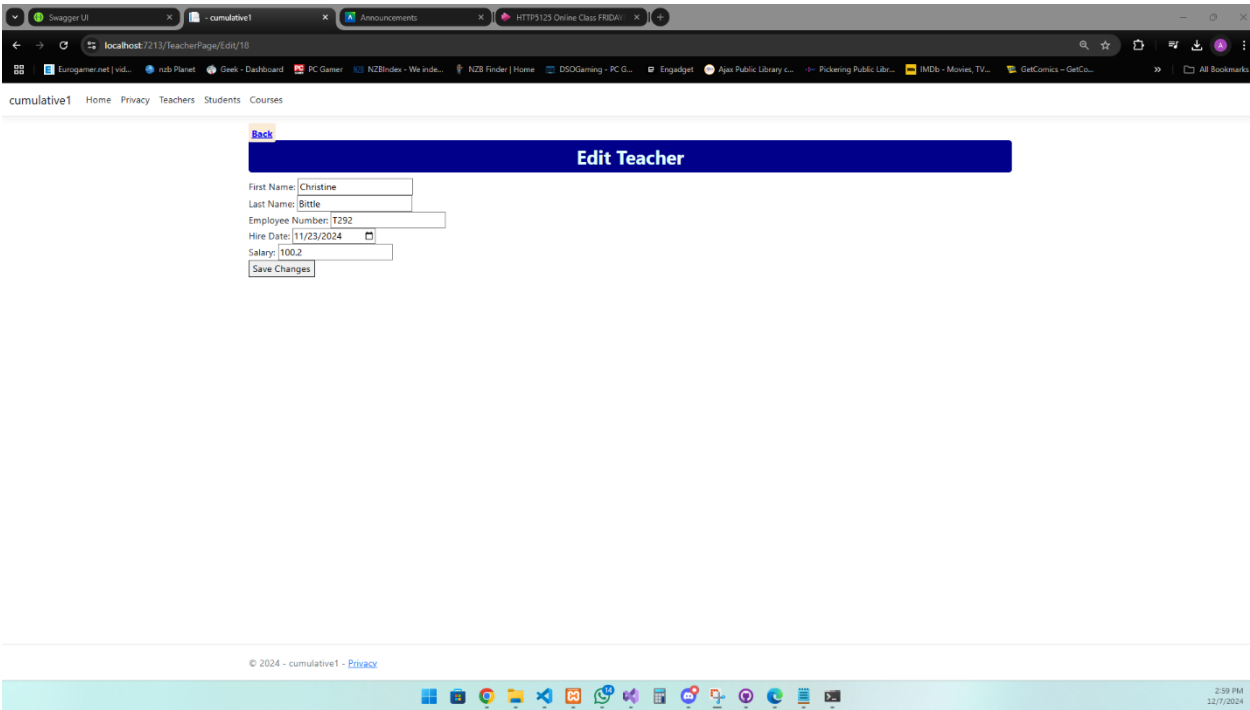 Swagger UI
- cumulative1
Announcements
HTTP5125 Online Class FRIDAY
localhost:7213/TeacherPage/Edit/18
A
Eurogamer.net | vid...
nzb Planet
Geek - Dashboard
PC Gamer
NZBIndex - We inde...
NZB Finder | Home
DSOGaming - PC G...
Engadget
Ajax Public Library c...
Pickering Public Libr...
IMDb - Movies, TV...
GetComics – GetCo...
All Bookmarks
cumulative1 Home Privacy Teachers Students Courses
Back
Edit Teacher
First Name: Christine
Last Name: Bittle
Employee Number: T292
Hire Date: 11/23/2024
Salary: 100.2
Save Changes
© 2024 - cumulative1 - Privacy
14
2:59 PM
12/7/2024